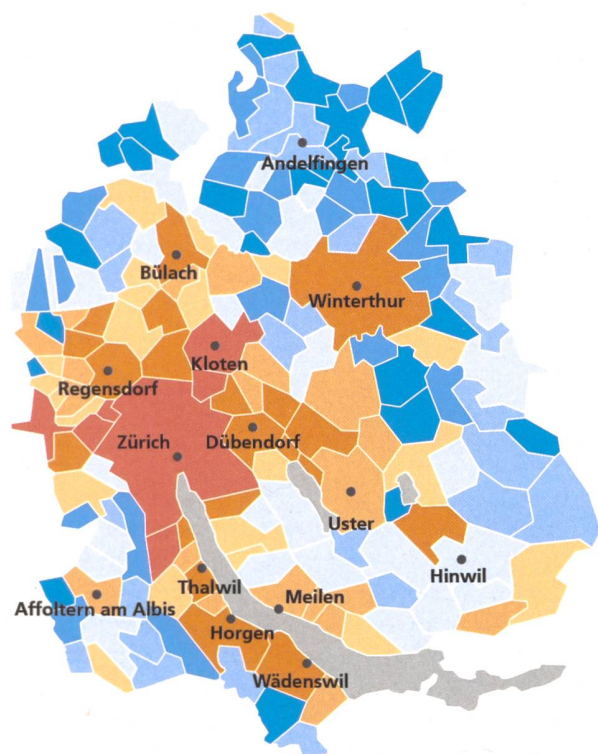 Andelfingen
Bülach
Winterthur
Kloten
Regensdorf
Zürich
Dübendorf
Uster
Hinwil
Thalwil
Meilen
Affoltern am Albis
Horgen
Wädenswil